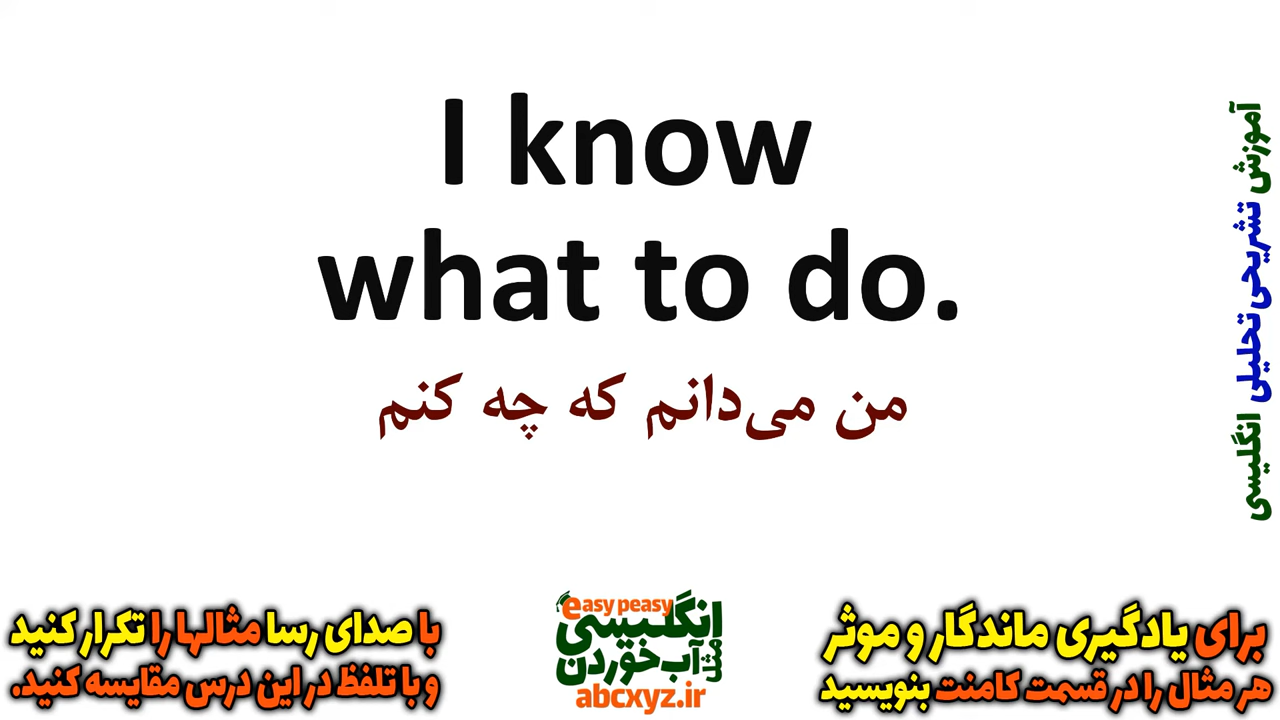 I know
what to do.
من می‌دانم که چه کنم
آموزش تشریحی تحلیلی انگلیسی
برای یادگیری ماندگار و موثر
هر مثال را در قسمت کامنت بنویسید
easy peasy
انگلیسی
مثل آب خوردن
abcxyz.ir
با صدای رسا مثالها را تکرار کنید
و با تلفظ در این درس مقایسه کنید.